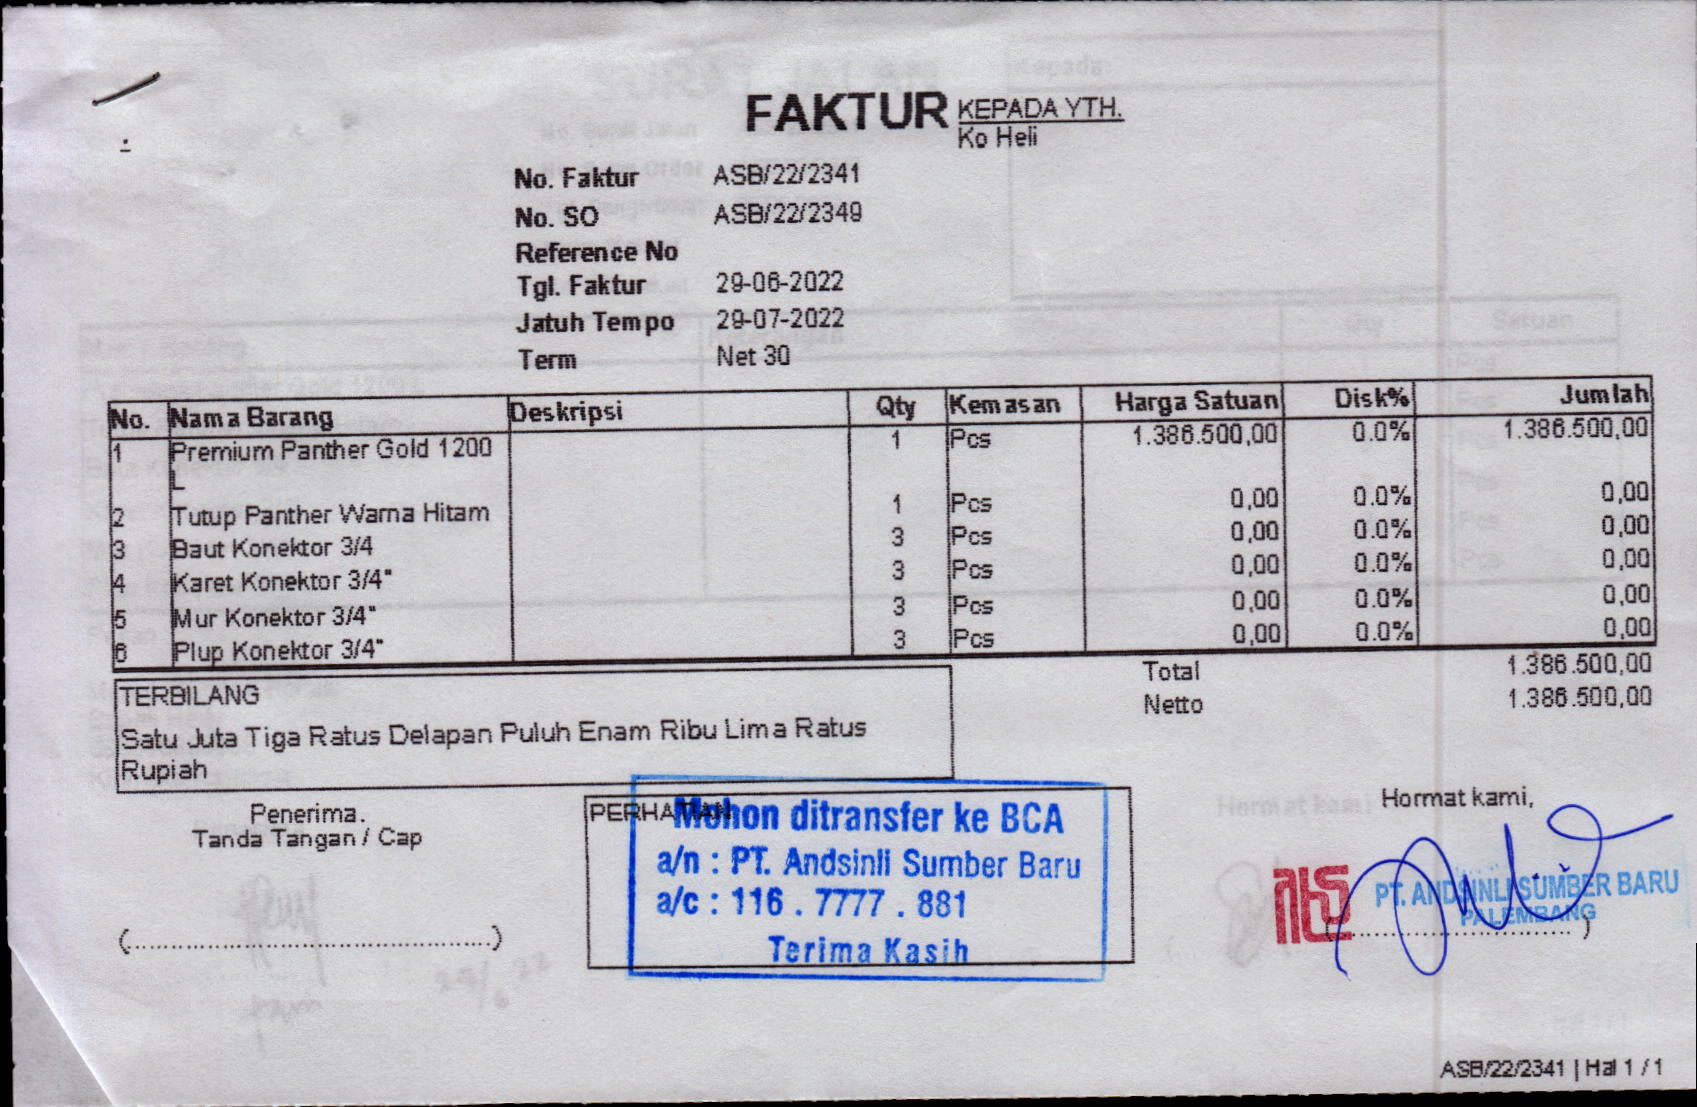 FAKTUR
KEPADA YTH.
Ko Heli
No. Faktur ASB/22/2341
No. SO ASB/22/2349
Reference No
Tgl. Faktur 29-06-2022
Jatuh Tempo 29-07-2022
Term Net 30
No. Nama Barang Deskripsi Qty Kemasan Harga Satuan Disk% Jumlah
1 Premium Panther Gold 1200 1 Pcs 1.386.500,00 0.0% 1.386.500,00
L
2 Tutup Panther Warna Hitam 1 Pcs 0,00 0.0% 0,00
3 Baut Konektor 3/4 3 Pcs 0,00 0.0% 0,00
4 Karet Konektor 3/4" 3 Pcs 0,00 0.0% 0,00
5 Mur Konektor 3/4" 3 Pcs 0,00 0.0% 0,00
6 Plup Konektor 3/4" 3 Pcs 0,00 0.0% 0,00
Total 1.386.500,00
Netto 1.386.500,00
TERBILANG
Satu Juta Tiga Ratus Delapan Puluh Enam Ribu Lima Ratus
Rupiah
Penerima.
Tanda Tangan / Cap
(................................................)
PERHATIAN
Mohon ditransfer ke BCA
a/n : PT. Andsinli Sumber Baru
a/c : 116 . 7777 . 881
Terima Kasih
Hormat kami,
PT. ANDSINLI SUMBER BARU
PALEMBANG
(................................)
ASB/22/2341 | Hal 1 / 1